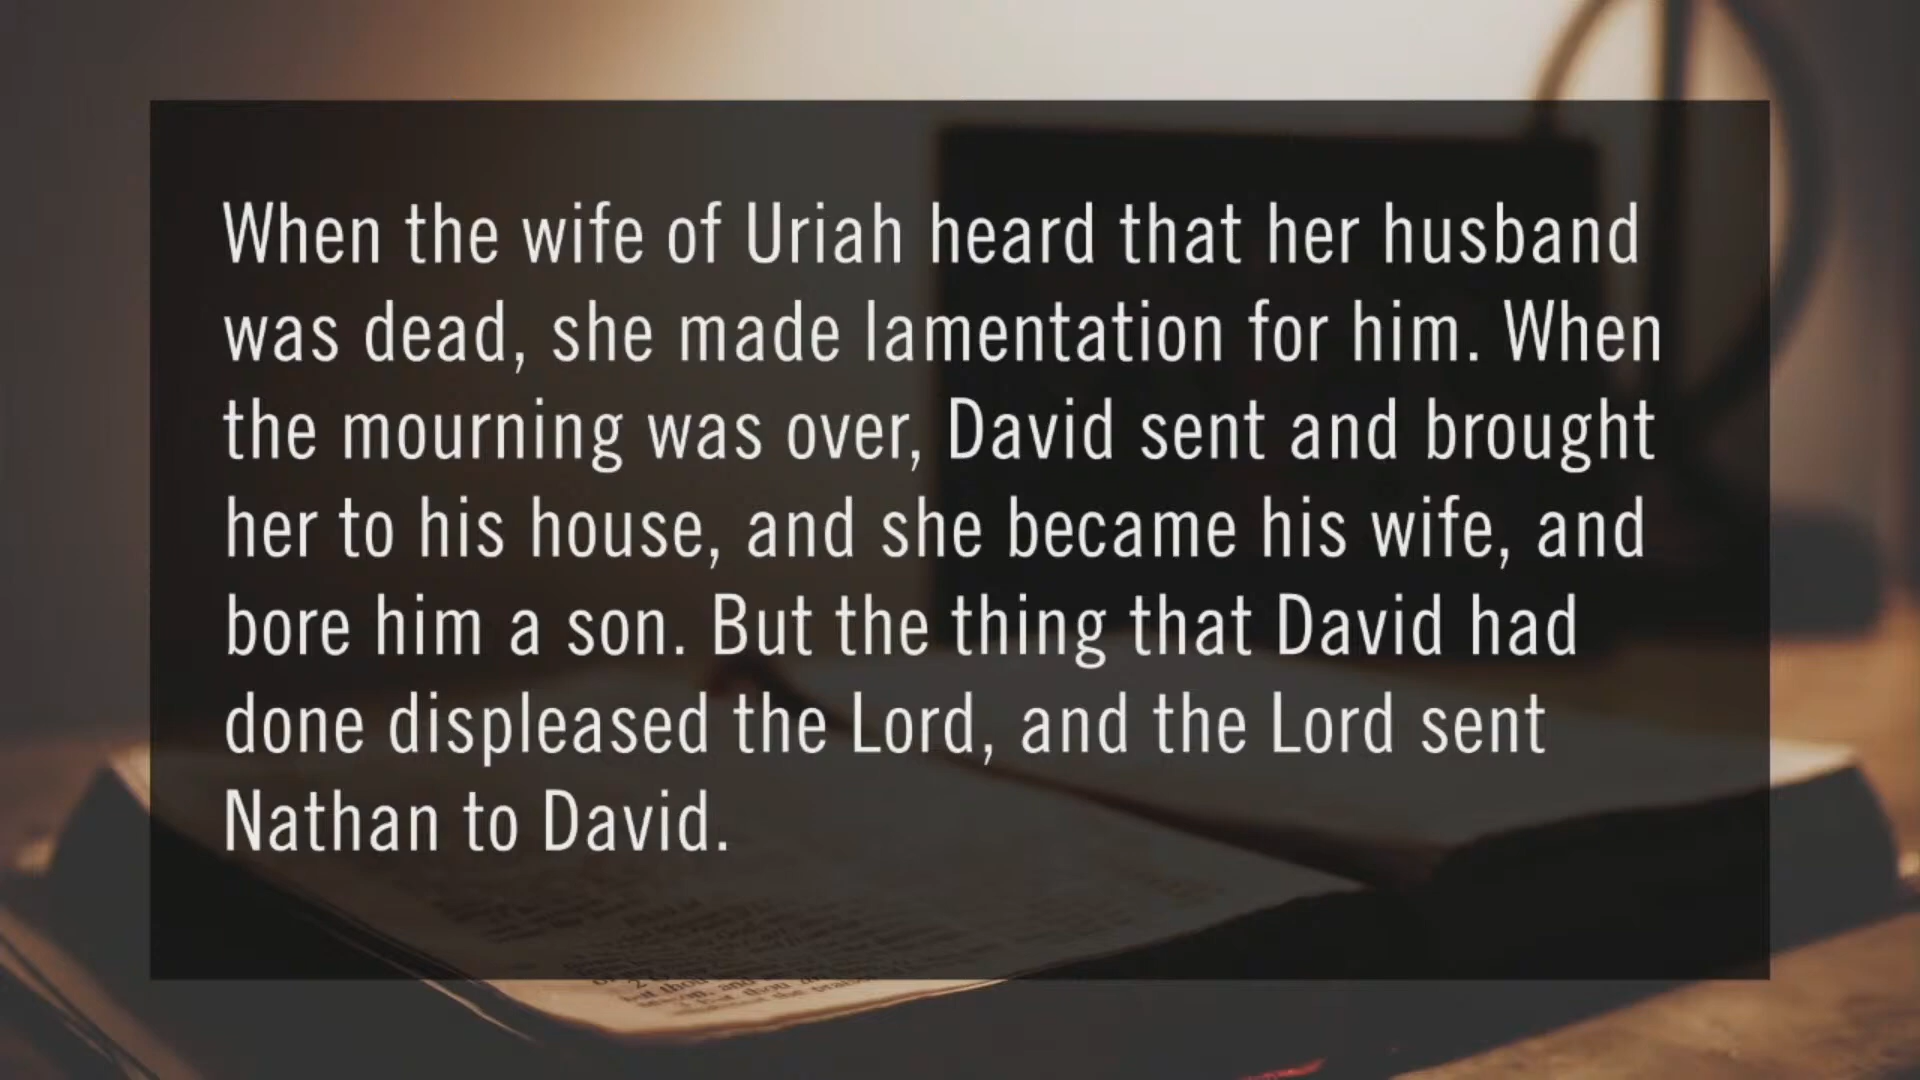 When the wife of Uriah heard that her husband
was dead, she made lamentation for him. When
the mourning was over, David sent and brought
her to his house, and she became his wife, and
bore him a son. But the thing that David had
done displeased the Lord, and the Lord sent
Nathan to David.